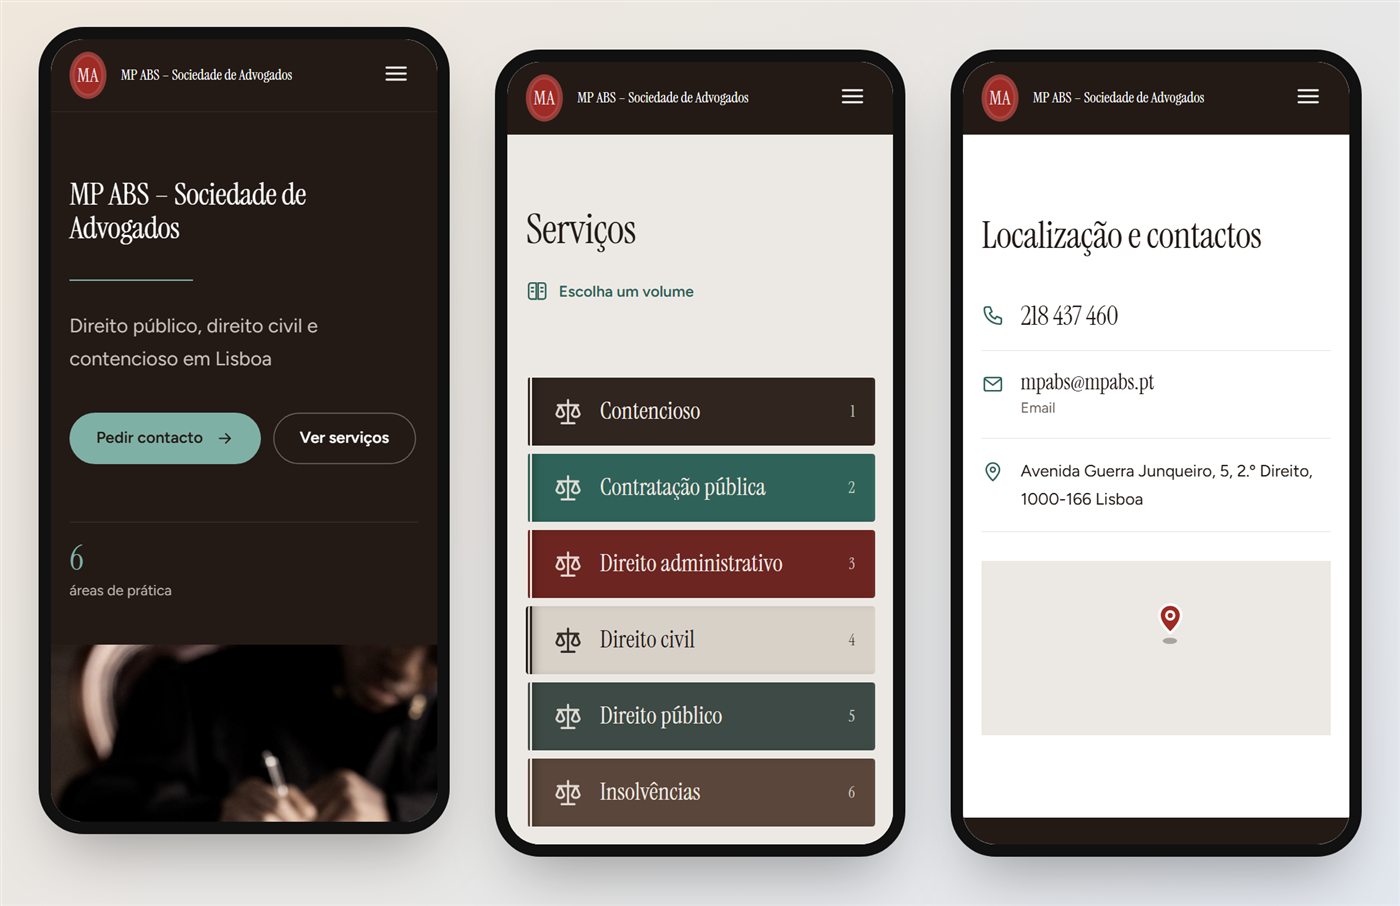 MA
MP ABS – Sociedade de Advogados
MP ABS – Sociedade de
Advogados
Direito público, direito civil e
contencioso em Lisboa
Pedir contacto →
Ver serviços
6
áreas de prática
MA
MP ABS – Sociedade de Advogados
Serviços
Escolha um volume
Contencioso 1
Contratação pública 2
Direito administrativo 3
Direito civil 4
Direito público 5
Insolvências 6
MA
MP ABS – Sociedade de Advogados
Localização e contactos
218 437 460
mpabs@mpabs.pt
Email
Avenida Guerra Junqueiro, 5, 2.º Direito,
1000-166 Lisboa